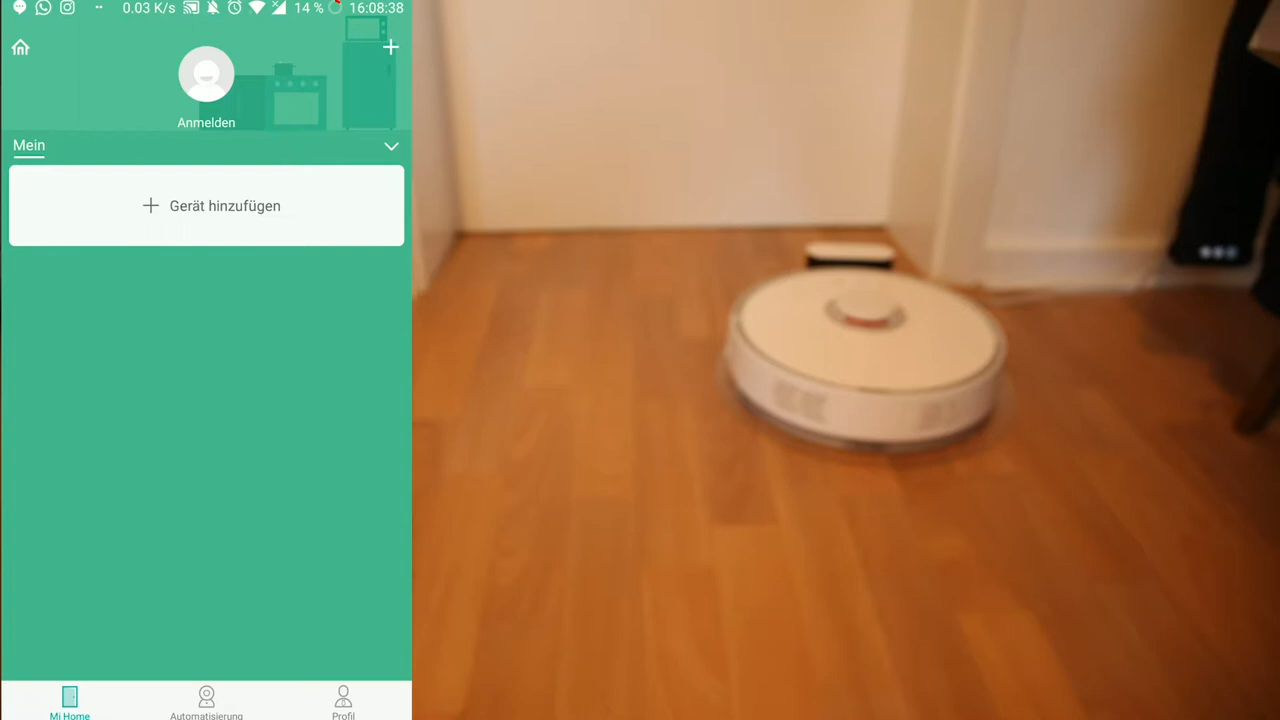 0.03 K/s 14 % 16:08:38
Anmelden
Mein
Gerät hinzufügen
Mi Home Automatisierung Profil